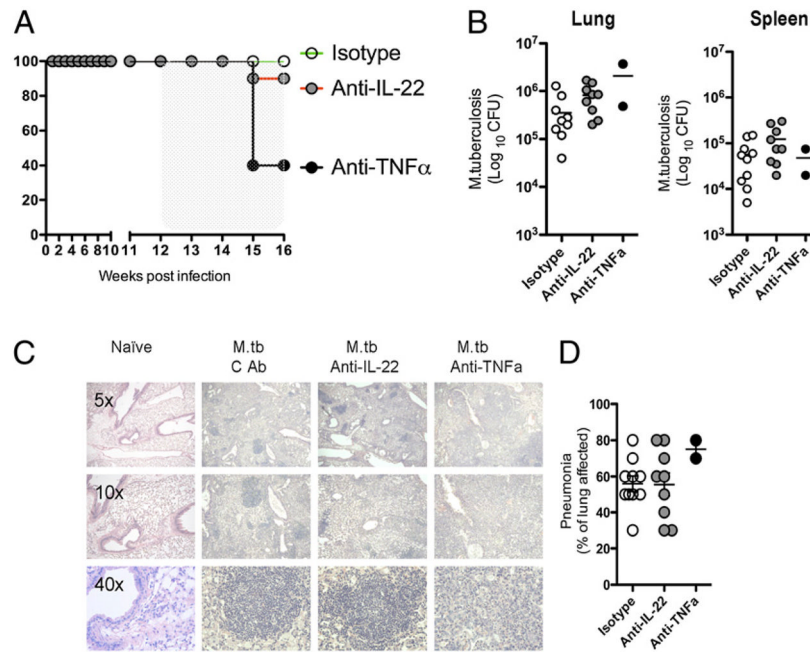 A
100
80
60
40
20
0
0 2 4 6 8 10 11 12 13 14 15 16
Weeks post infection
Isotype
Anti-IL-22
Anti-TNFα
B
Lung
M.tuberculosis
(Log 10 CFU)
10⁷
10⁶
10⁵
10⁴
10³
Isotype
Anti-IL-22
Anti-TNFa
Spleen
M.tuberculosis
(Log 10 CFU)
10⁷
10⁶
10⁵
10⁴
10³
Isotype
Anti-IL-22
Anti-TNFa
C
Naïve
M.tb
C Ab
M.tb
Anti-IL-22
M.tb
Anti-TNFa
5x
10x
40x
D
Pneumonia
(% of lung affected)
100
80
60
40
20
0
Isotype
Anti-IL-22
Anti-TNFa